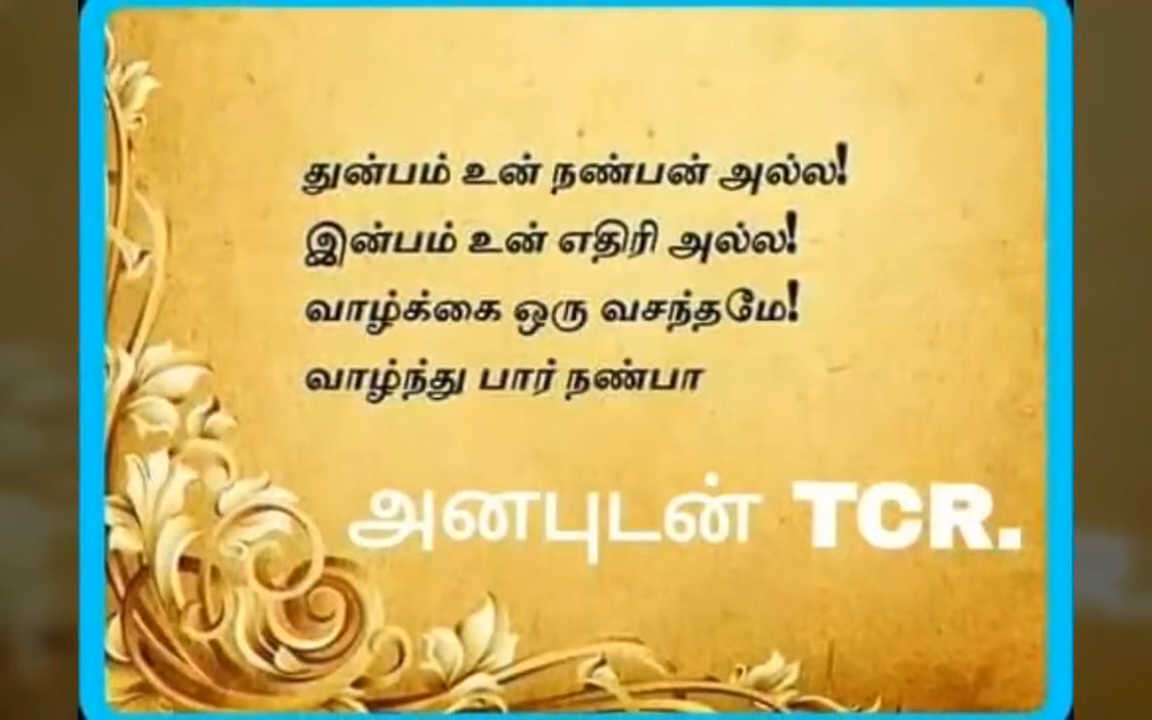 துன்பம் உன் நண்பன் அல்ல!
இன்பம் உன் எதிரி அல்ல!
வாழ்க்கை ஒரு வசந்தமே!
வாழ்ந்து பார் நண்பா
அனபுடன் TCR.